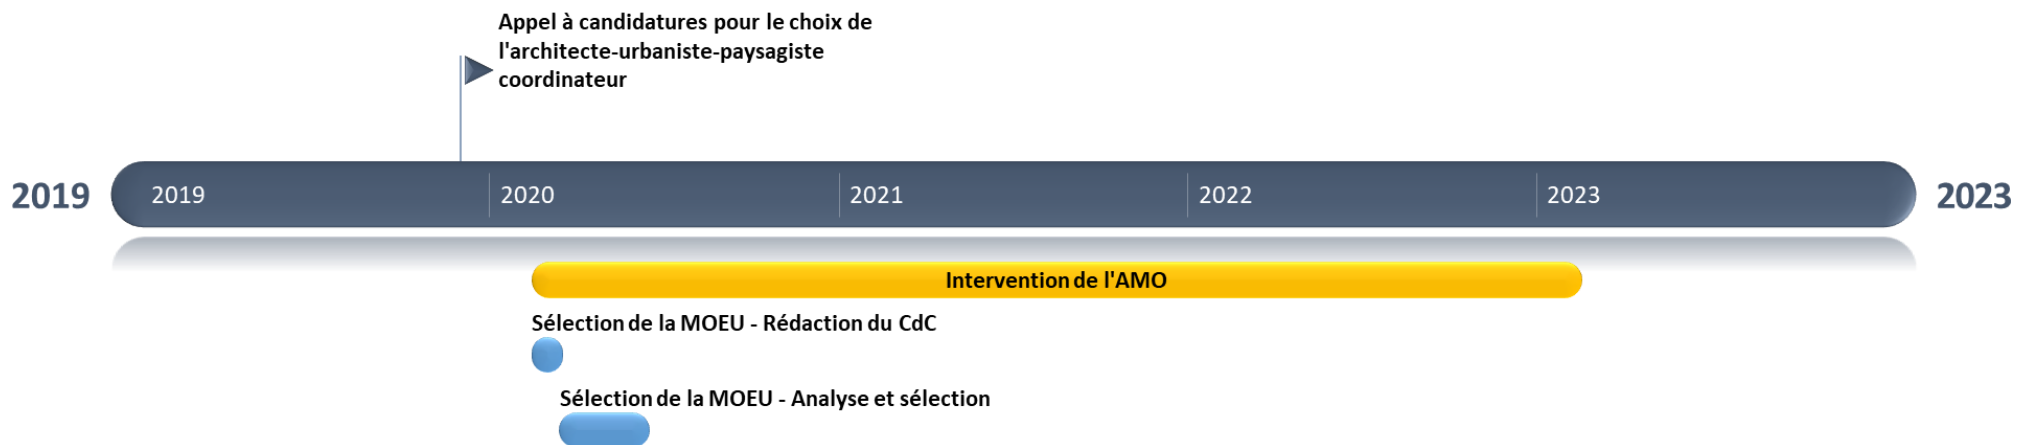 Appel à candidatures pour le choix de
l'architecte-urbaniste-paysagiste
coordinateur
2019
2019
2020
2021
2022
2023
2023
Intervention de l'AMO
Sélection de la MOEU - Rédaction du CdC
Sélection de la MOEU - Analyse et sélection